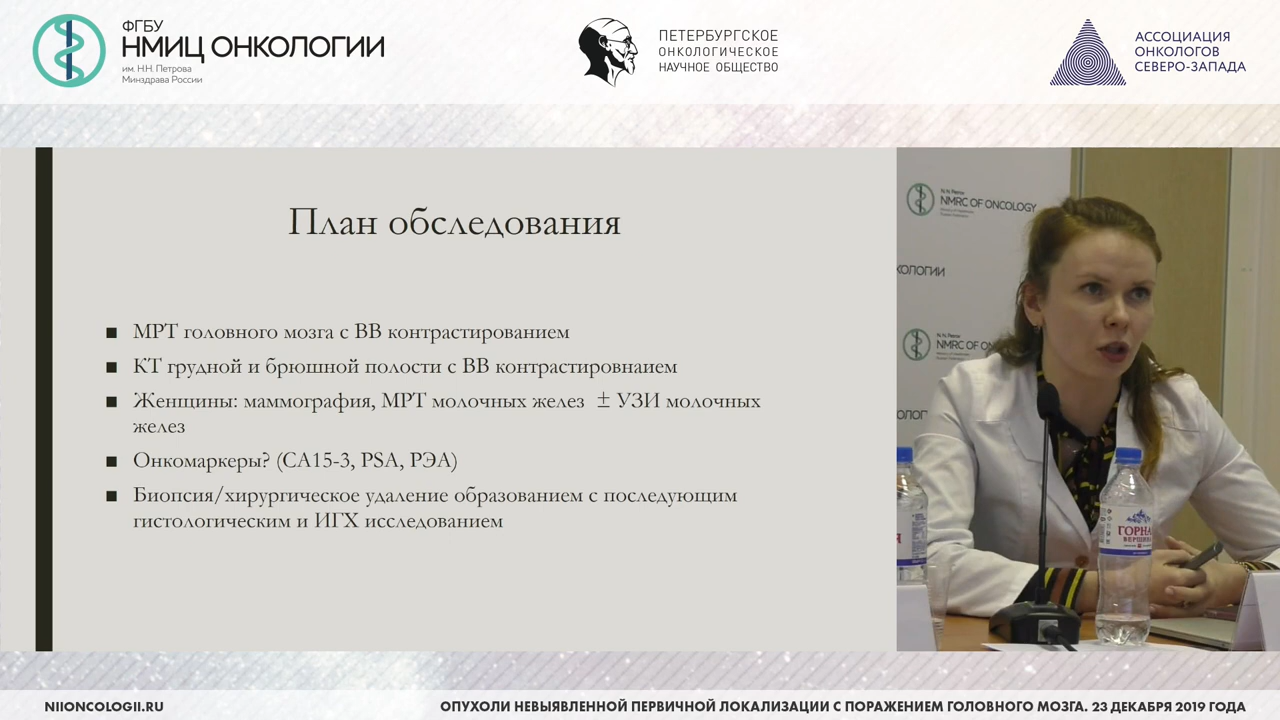 ФГБУ
НМИЦ ОНКОЛОГИИ
им. Н.Н. Петрова
Минздрава России
ПЕТЕРБУРГСКОЕ
ОНКОЛОГИЧЕСКОЕ
НАУЧНОЕ ОБЩЕСТВО
АССОЦИАЦИЯ
ОНКОЛОГОВ
СЕВЕРО-ЗАПАДА
План обследования
МРТ головного мозга с ВВ контрастированием
КТ грудной и брюшной полости с ВВ контрастировнаием
Женщины: маммография, МРТ молочных желез ± УЗИ молочных
желез
Онкомаркеры? (СА15-3, PSA, РЭА)
Биопсия/хирургическое удаление образованием с последующим
гистологическим и ИГХ исследованием
NMRC OF ONCOLOGY
КОЛОГИИ
NMRC OF ON
ОЛОГ
ГОРНА
ВЕРШИНА
NIIONCOLOGII.RU
ОПУХОЛИ НЕВЫЯВЛЕННОЙ ПЕРВИЧНОЙ ЛОКАЛИЗАЦИИ С ПОРАЖЕНИЕМ ГОЛОВНОГО МОЗГА. 23 ДЕКАБРЯ 2019 ГОДА